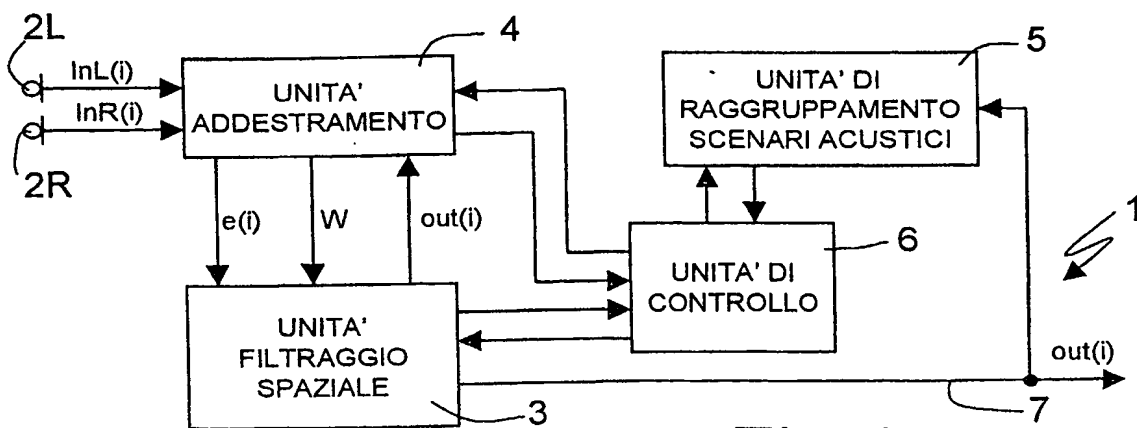 2L
InL(i)
InR(i)
2R
4
UNITA'
ADDESTRAMENTO
5
UNITA' DI
RAGGRUPPAMENTO
SCENARI ACUSTICI
1
e(i)
W
out(i)
6
UNITA' DI
CONTROLLO
UNITA'
FILTRAGGIO
SPAZIALE
3
out(i)
7